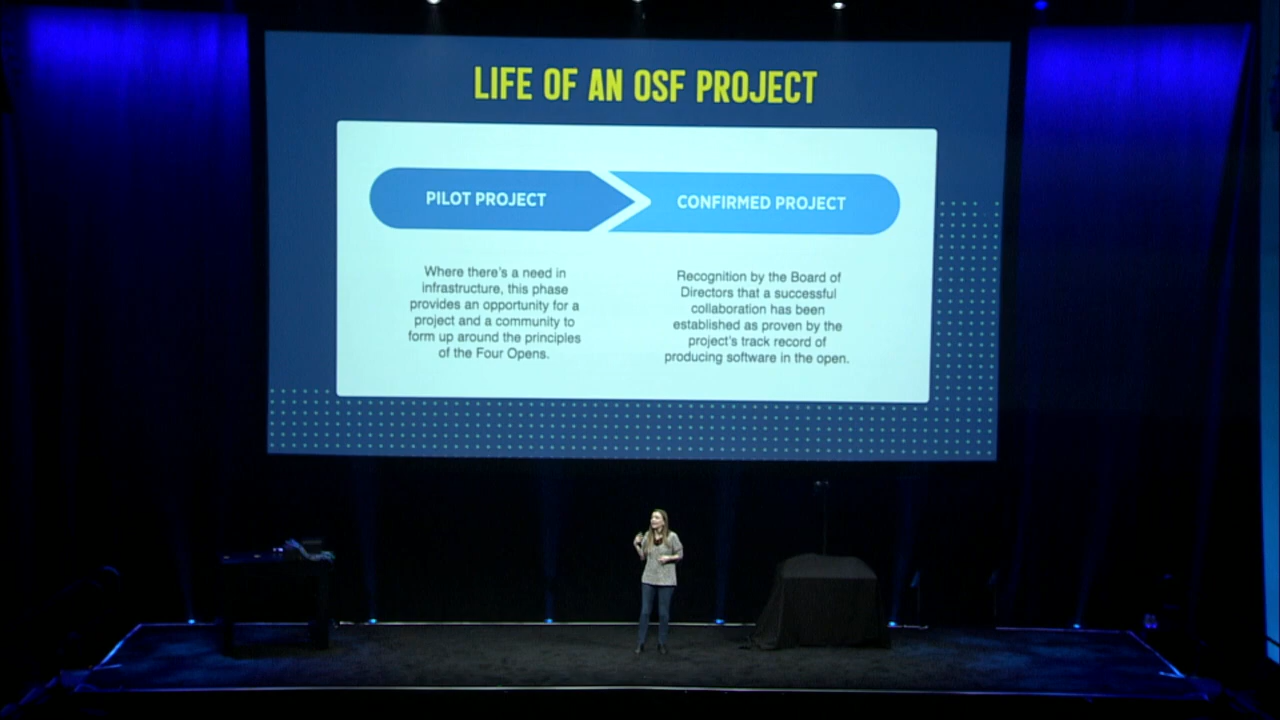 LIFE OF AN OSF PROJECT
PILOT PROJECT
CONFIRMED PROJECT
Where there's a need in
infrastructure, this phase
provides an opportunity for a
project and a community to
form up around the principles
of the Four Opens.
Recognition by the Board of
Directors that a successful
collaboration has been
established as proven by the
project's track record of
producing software in the open.